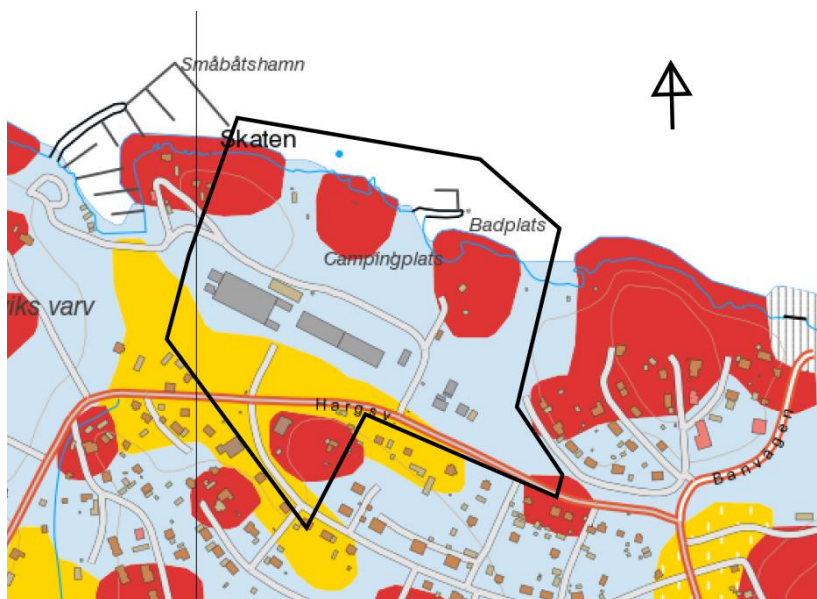 Småbåtshamn
Skaten
Badplats
Campingplats
iks varv
Hargsv.
Banvägen